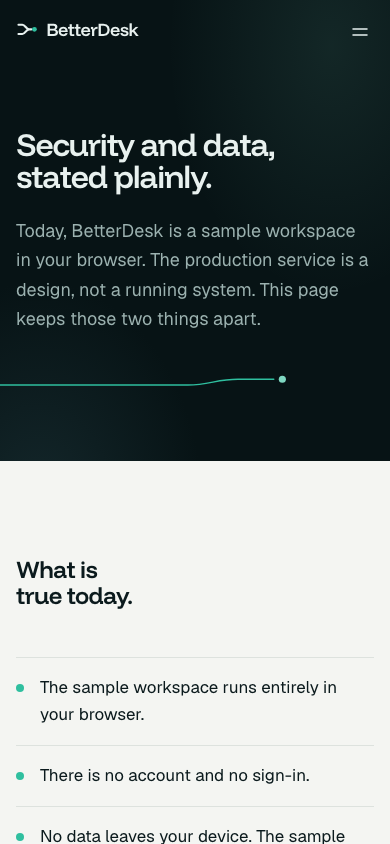 BetterDesk
Security and data,
stated plainly.
Today, BetterDesk is a sample workspace
in your browser. The production service is a
design, not a running system. This page
keeps those two things apart.
What is
true today.
The sample workspace runs entirely in
your browser.
There is no account and no sign-in.
No data leaves your device. The sample